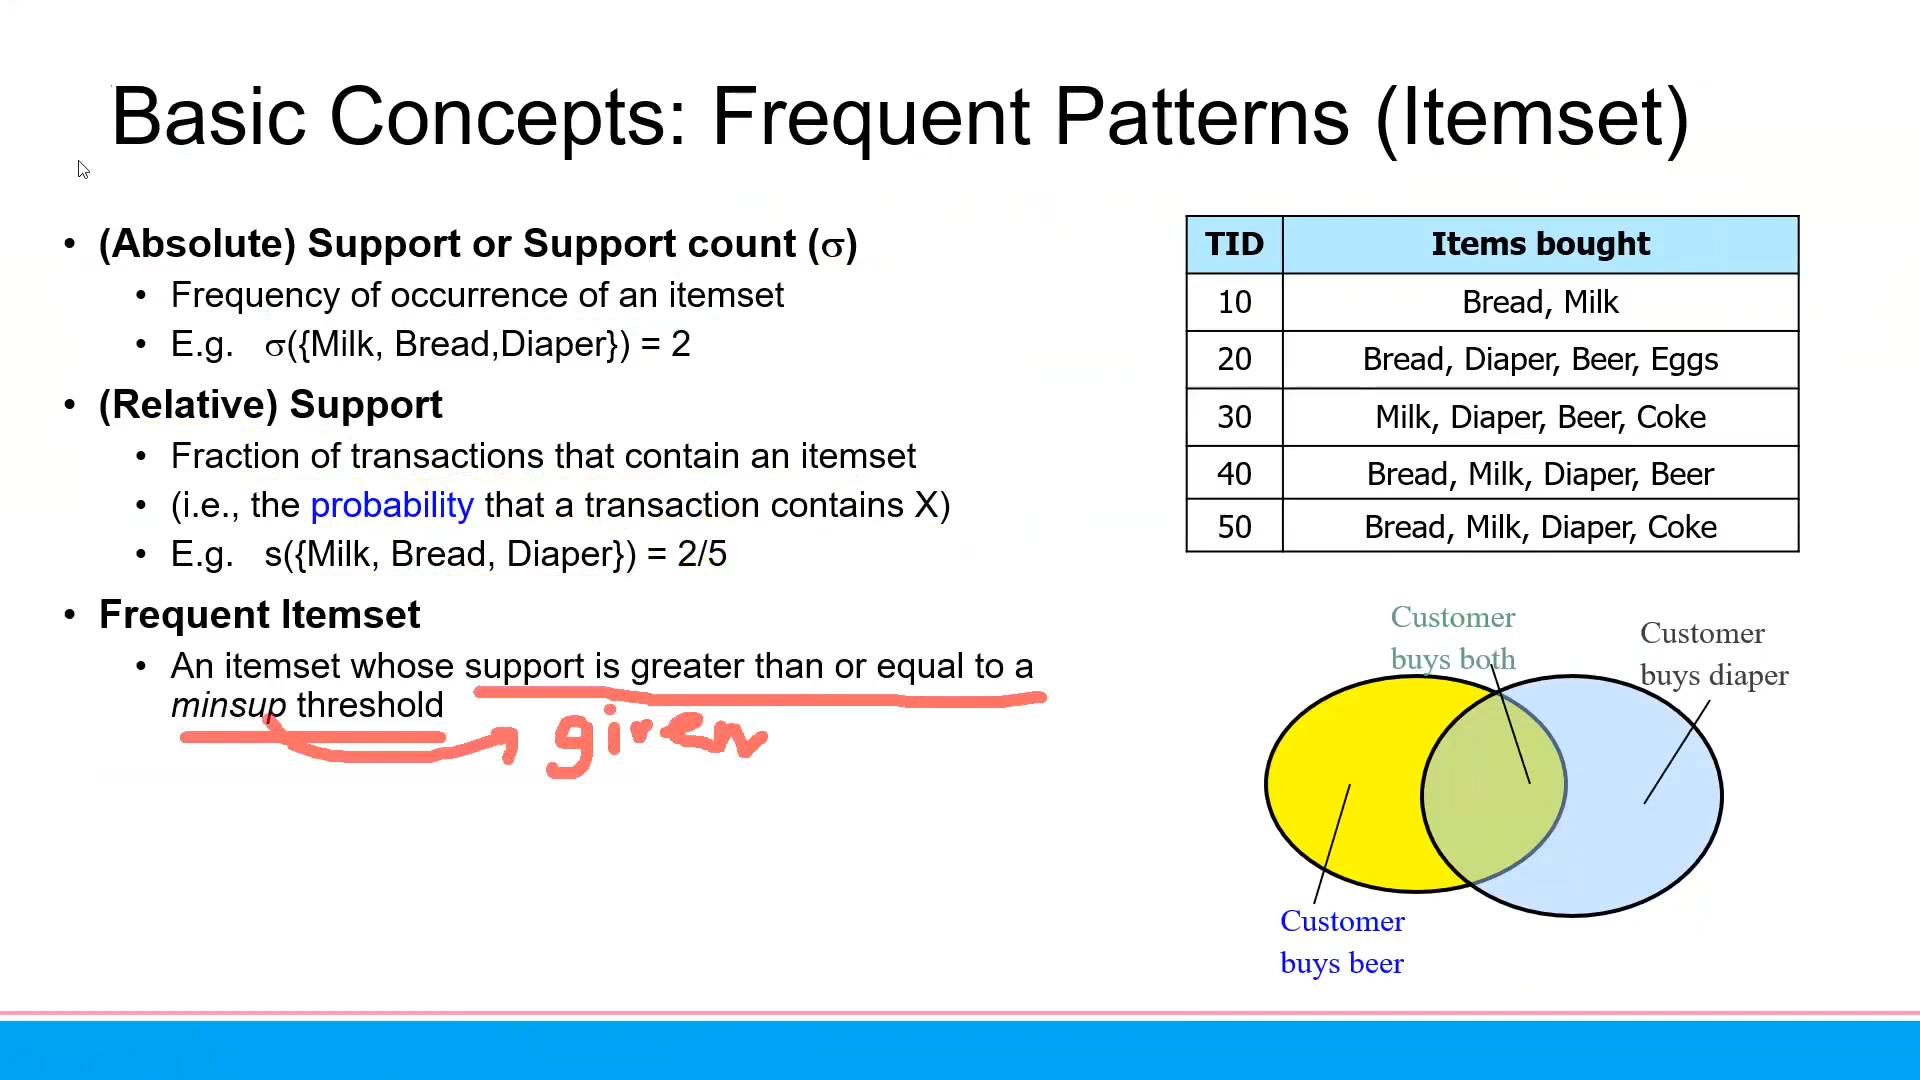 Basic Concepts: Frequent Patterns (Itemset)
• (Absolute) Support or Support count (σ)
• Frequency of occurrence of an itemset
• E.g. σ({Milk, Bread,Diaper}) = 2
• (Relative) Support
• Fraction of transactions that contain an itemset
• (i.e., the probability that a transaction contains X)
• E.g. s({Milk, Bread, Diaper}) = 2/5
• Frequent Itemset
• An itemset whose support is greater than or equal to a
minsup threshold
given
TID Items bought
10 Bread, Milk
20 Bread, Diaper, Beer, Eggs
30 Milk, Diaper, Beer, Coke
40 Bread, Milk, Diaper, Beer
50 Bread, Milk, Diaper, Coke
Customer
buys both
Customer
buys diaper
Customer
buys beer